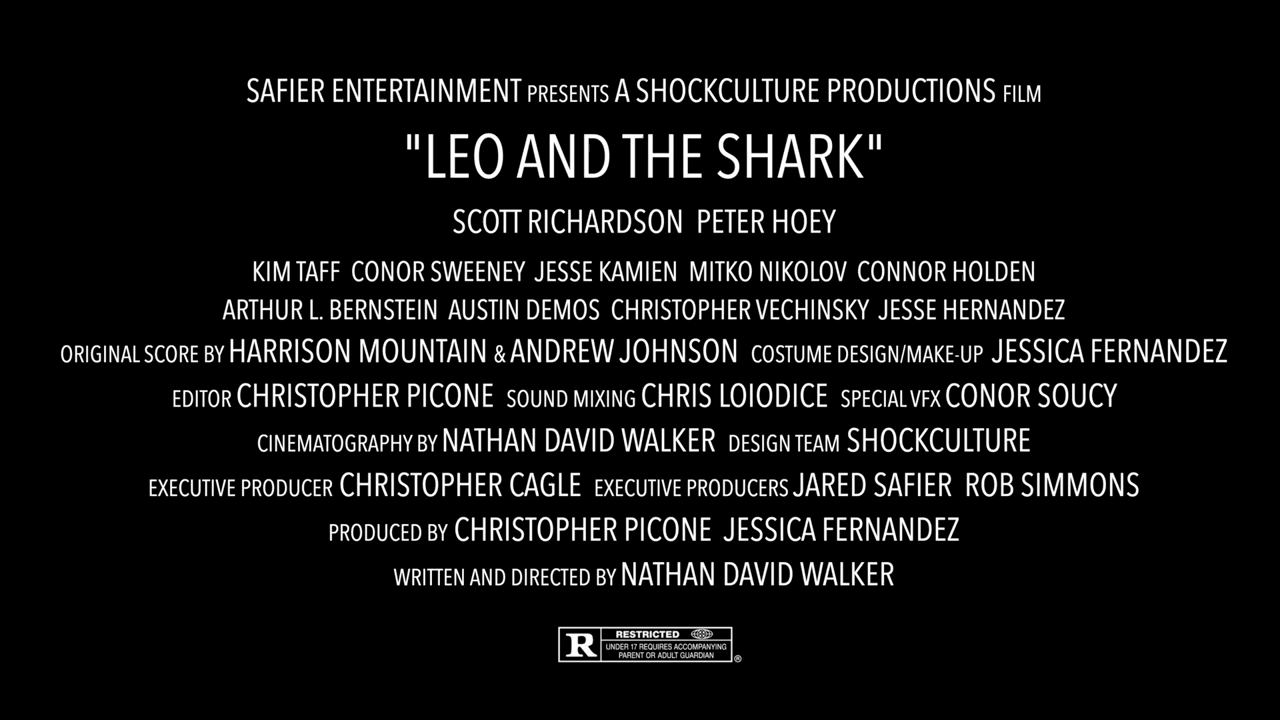 SAFIER ENTERTAINMENT PRESENTS A SHOCKCULTURE PRODUCTIONS FILM
"LEO AND THE SHARK"
SCOTT RICHARDSON PETER HOEY
KIM TAFF CONOR SWEENEY JESSE KAMIEN MITKO NIKOLOV CONNOR HOLDEN
ARTHUR L. BERNSTEIN AUSTIN DEMOS CHRISTOPHER VECHINSKY JESSE HERNANDEZ
ORIGINAL SCORE BY HARRISON MOUNTAIN & ANDREW JOHNSON COSTUME DESIGN/MAKE-UP JESSICA FERNANDEZ
EDITOR CHRISTOPHER PICONE SOUND MIXING CHRIS LOIODICE SPECIAL VFX CONOR SOUCY
CINEMATOGRAPHY BY NATHAN DAVID WALKER DESIGN TEAM SHOCKCULTURE
EXECUTIVE PRODUCER CHRISTOPHER CAGLE EXECUTIVE PRODUCERS JARED SAFIER ROB SIMMONS
PRODUCED BY CHRISTOPHER PICONE JESSICA FERNANDEZ
WRITTEN AND DIRECTED BY NATHAN DAVID WALKER
R RESTRICTED
UNDER 17 REQUIRES ACCOMPANYING
PARENT OR ADULT GUARDIAN ®